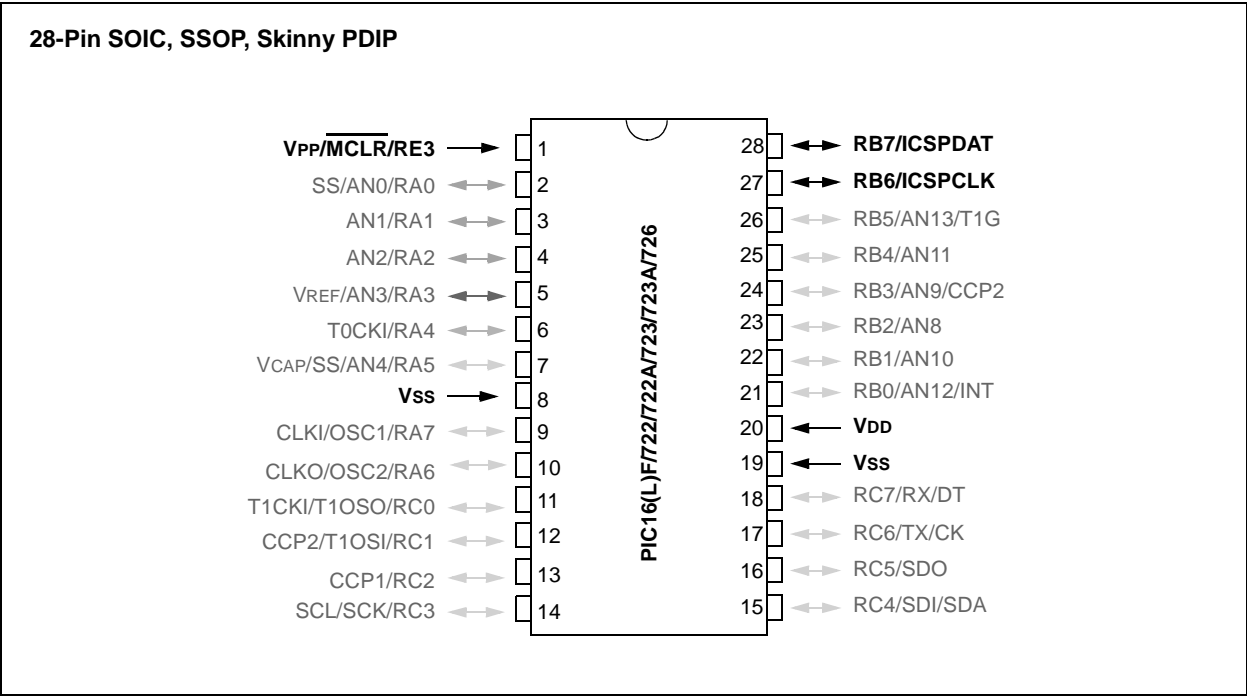 28-Pin SOIC, SSOP, Skinny PDIP
VPP/MCLR/RE3 1 28 RB7/ICSPDAT
SS/AN0/RA0 2 27 RB6/ICSPCLK
AN1/RA1 3 26 RB5/AN13/T1G
AN2/RA2 4 25 RB4/AN11
VREF/AN3/RA3 5 24 RB3/AN9/CCP2
T0CKI/RA4 6 23 RB2/AN8
VCAP/SS/AN4/RA5 7 22 RB1/AN10
VSS 8 21 RB0/AN12/INT
CLKI/OSC1/RA7 9 20 VDD
CLKO/OSC2/RA6 10 19 VSS
T1CKI/T1OSO/RC0 11 18 RC7/RX/DT
CCP2/T1OSI/RC1 12 17 RC6/TX/CK
CCP1/RC2 13 16 RC5/SDO
SCL/SCK/RC3 14 15 RC4/SDI/SDA
PIC16(L)F/722/722A/723/723A/726